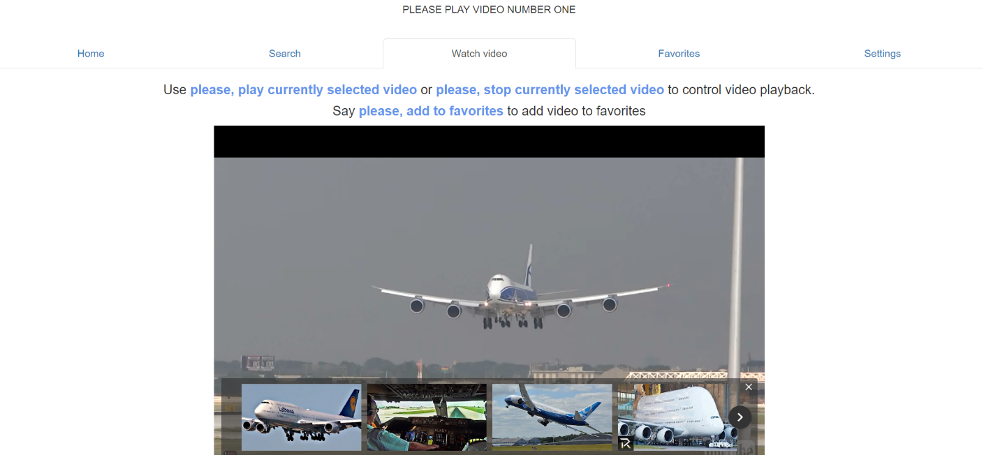 PLEASE PLAY VIDEO NUMBER ONE
Home Search Watch video Favorites Settings
Use please, play currently selected video or please, stop currently selected video to control video playback.
Say please, add to favorites to add video to favorites
Lufthansa